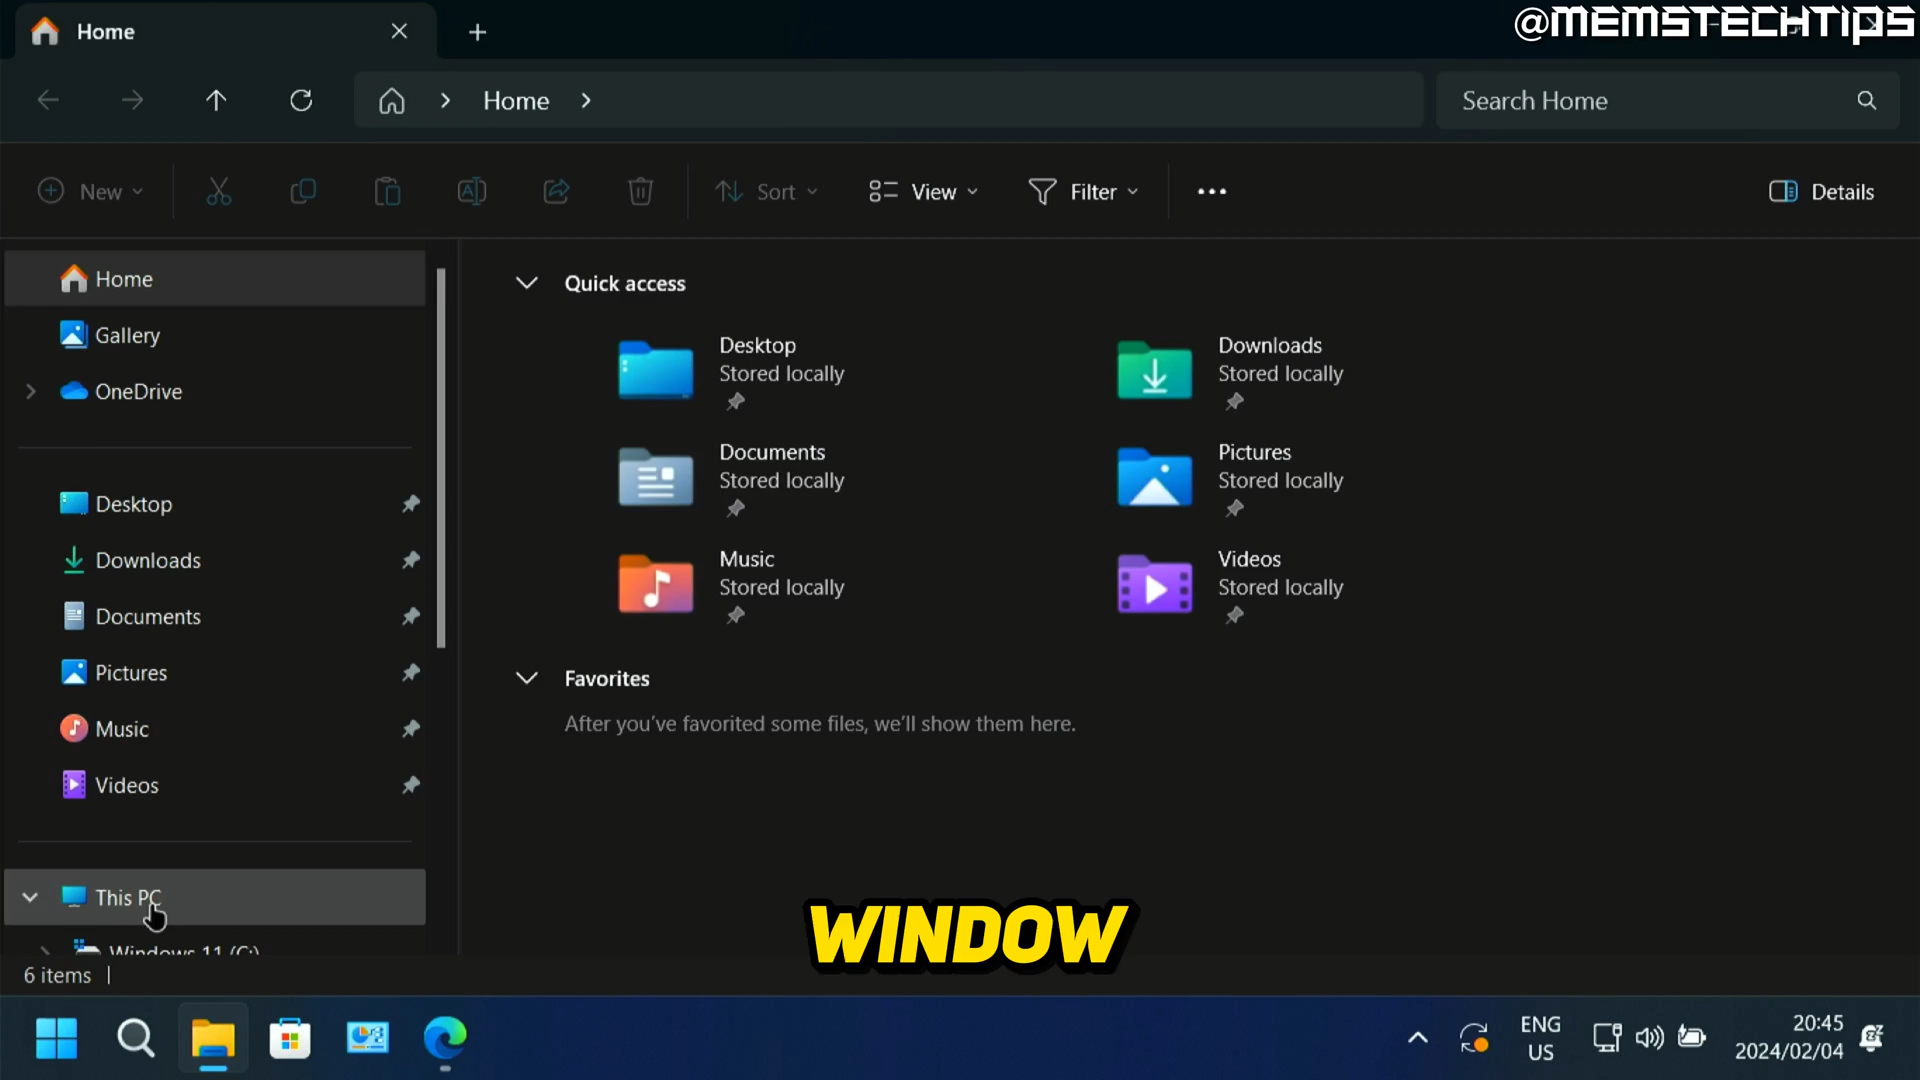 Home
@MEMSTECHTIPS
Home
Search Home
New
Sort
View
Filter
Details
Home
Gallery
OneDrive
Desktop
Downloads
Documents
Pictures
Music
Videos
This PC
Windows 11 (C:)
Quick access
Desktop
Stored locally
Downloads
Stored locally
Documents
Stored locally
Pictures
Stored locally
Music
Stored locally
Videos
Stored locally
Favorites
After you've favorited some files, we'll show them here.
WINDOW
6 items
ENG
US
20:45
2024/02/04